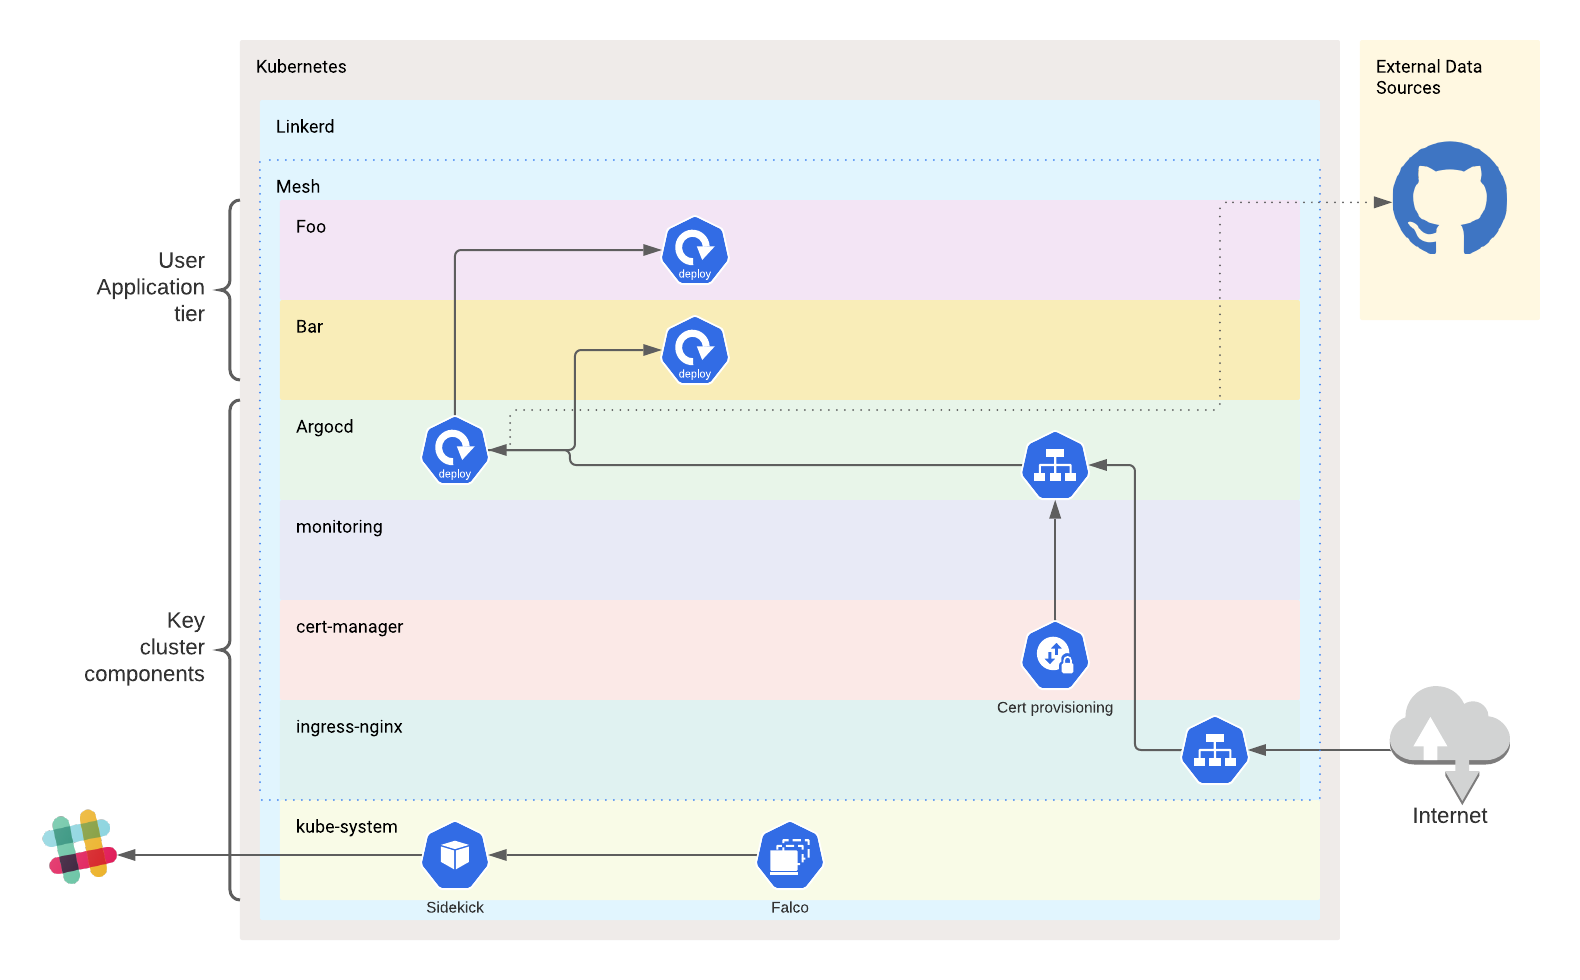 Kubernetes
External Data
Sources
Linkerd
Mesh
Foo
deploy
User
Application
tier
Bar
deploy
Argocd
deploy
monitoring
Key
cluster
components
cert-manager
Cert provisioning
ingress-nginx
Internet
kube-system
Sidekick
Falco